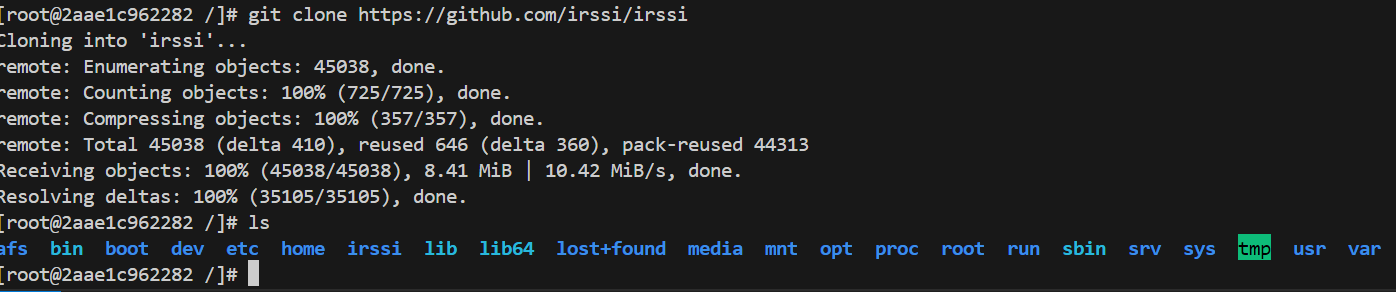 [root@2aae1c962282 /]# git clone https://github.com/irssi/irssi
Cloning into 'irssi'...
remote: Enumerating objects: 45038, done.
remote: Counting objects: 100% (725/725), done.
remote: Compressing objects: 100% (357/357), done.
remote: Total 45038 (delta 410), reused 646 (delta 360), pack-reused 44313
Receiving objects: 100% (45038/45038), 8.41 MiB | 10.42 MiB/s, done.
Resolving deltas: 100% (35105/35105), done.
[root@2aae1c962282 /]# ls
afs bin boot dev etc home irssi lib lib64 lost+found media mnt opt proc root run sbin srv sys tmp usr var
[root@2aae1c962282 /]#